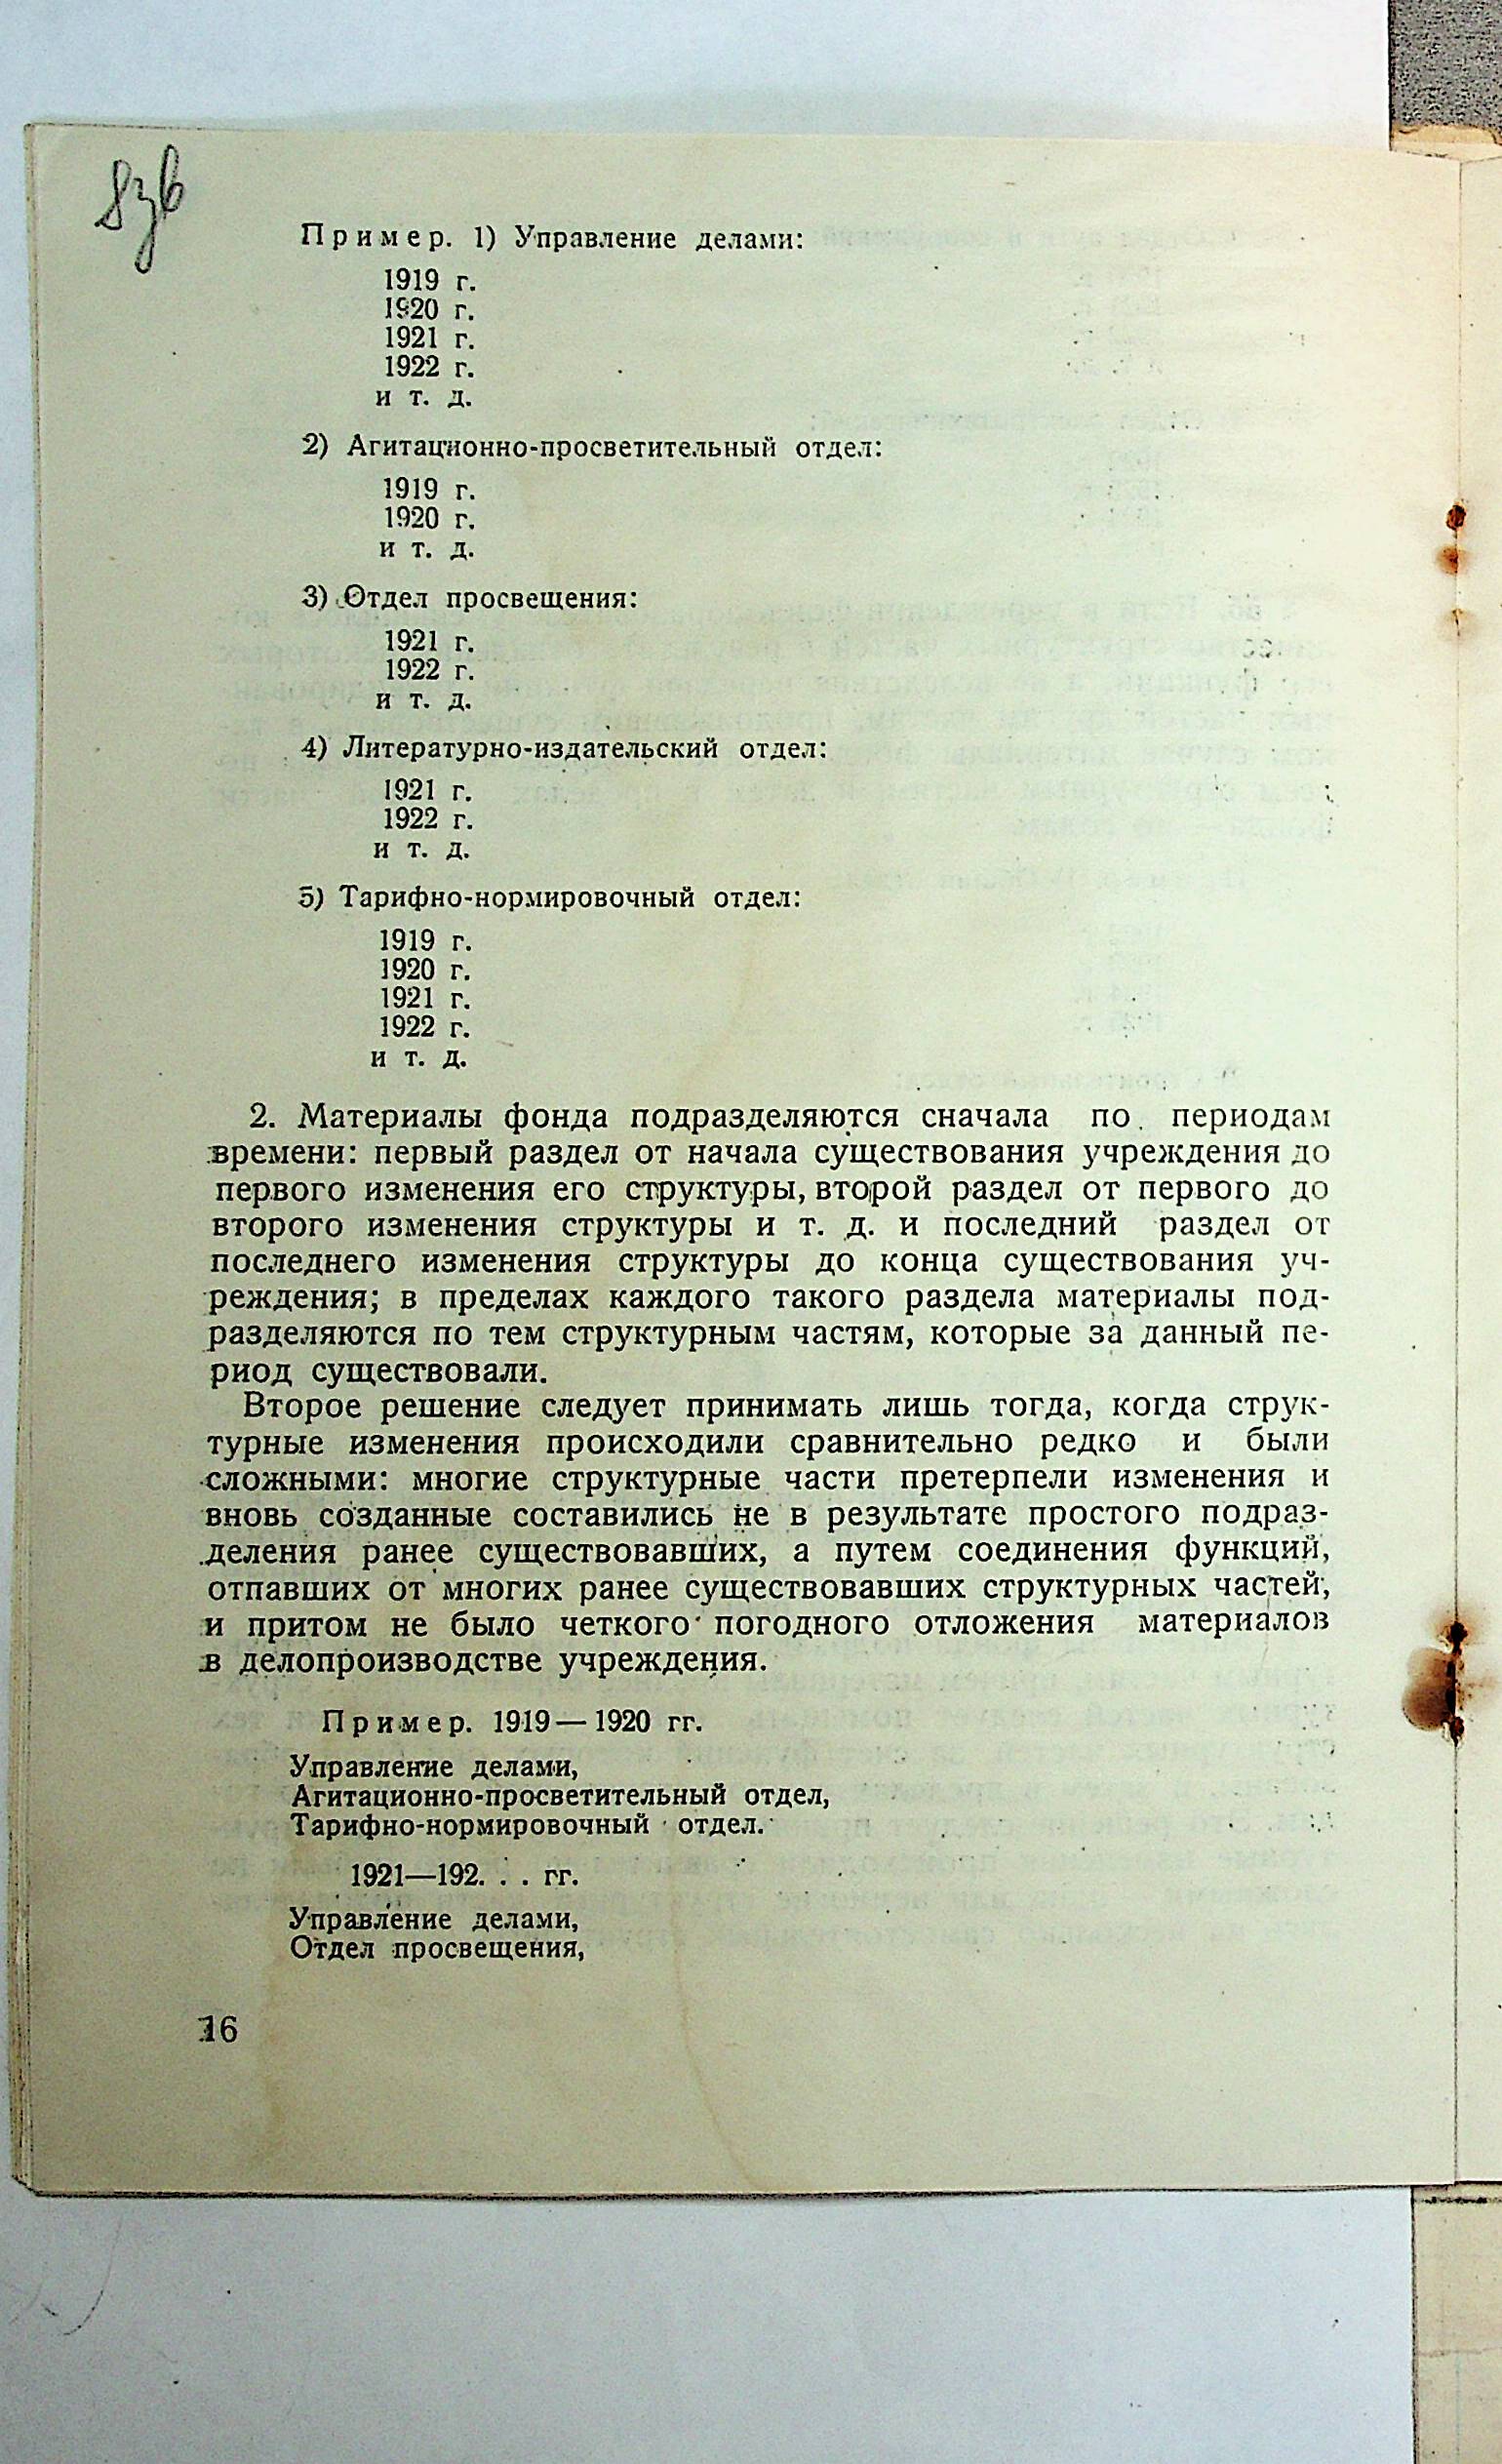 Пример. 1) Управление делами:
1919 г.
1920 г.
1921 г.
1922 г.
и т. д.
2) Агитационно-просветительный отдел:
1919 г.
1920 г.
и т. д.
3) Отдел просвещения:
1921 г.
1922 г.
и т. д.
4) Литературно-издательский отдел:
1921 г.
1922 г.
и т. д.
5) Тарифно-нормировочный отдел:
1919 г.
1920 г.
1921 г.
1922 г.
и т. д.
2. Материалы фонда подразделяются сначала по периодам
времени: первый раздел от начала существования учреждения до
первого изменения его структуры, второй раздел от первого до
второго изменения структуры и т. д. и последний раздел от
последнего изменения структуры до конца существования уч-
реждения; в пределах каждого такого раздела материалы под-
разделяются по тем структурным частям, которые за данный пе-
риод существовали.
Второе решение следует принимать лишь тогда, когда струк-
турные изменения происходили сравнительно редко и были
сложными: многие структурные части претерпели изменения и
вновь созданные составились не в результате простого подраз-
деления ранее существовавших, а путем соединения функций,
отпавших от многих ранее существовавших структурных частей,
и притом не было четкого погодного отложения материалов
в делопроизводстве учреждения.
Пример. 1919—1920 гг.
Управление делами,
Агитационно-просветительный отдел,
Тарифно-нормировочный отдел.
1921—192. . . гг.
Управление делами,
Отдел просвещения,
16